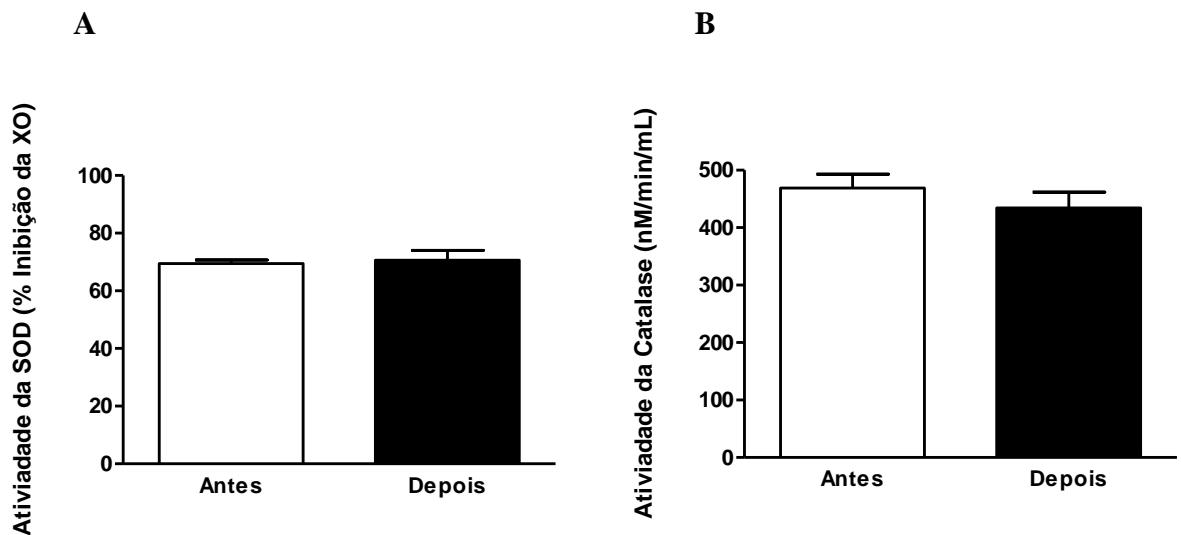 A
Ativiadade da SOD (% Inibição da XO)
100
80
60
40
20
0
Antes Depois
B
Ativiadade da Catalase (nM/min/mL)
500
400
300
200
100
0
Antes Depois